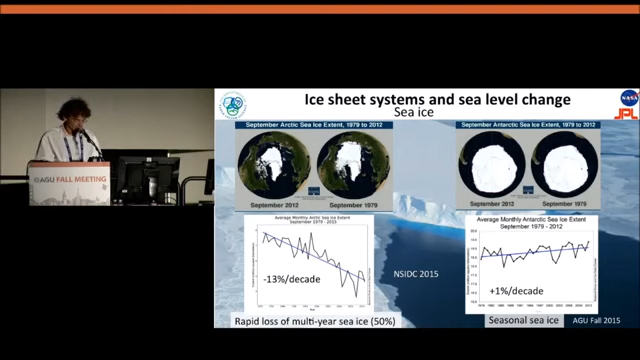 AGU FALL MEETING
NASA
JPL
Ice sheet systems and sea level change
Sea ice
September Arctic Sea Ice Extent, 1979 to 2012
September 2012
September 1979
September Antarctic Sea Ice Extent, 1979 to 2012
September 2012
September 1979
Average Monthly Arctic Sea Ice Extent
September 1979 - 2015
-13%/decade
Rapid loss of multi-year sea ice (50%)
NSIDC 2015
Average Monthly Antarctic Sea Ice Extent
September 1979 - 2012
+1%/decade
Seasonal sea ice
AGU Fall 2015